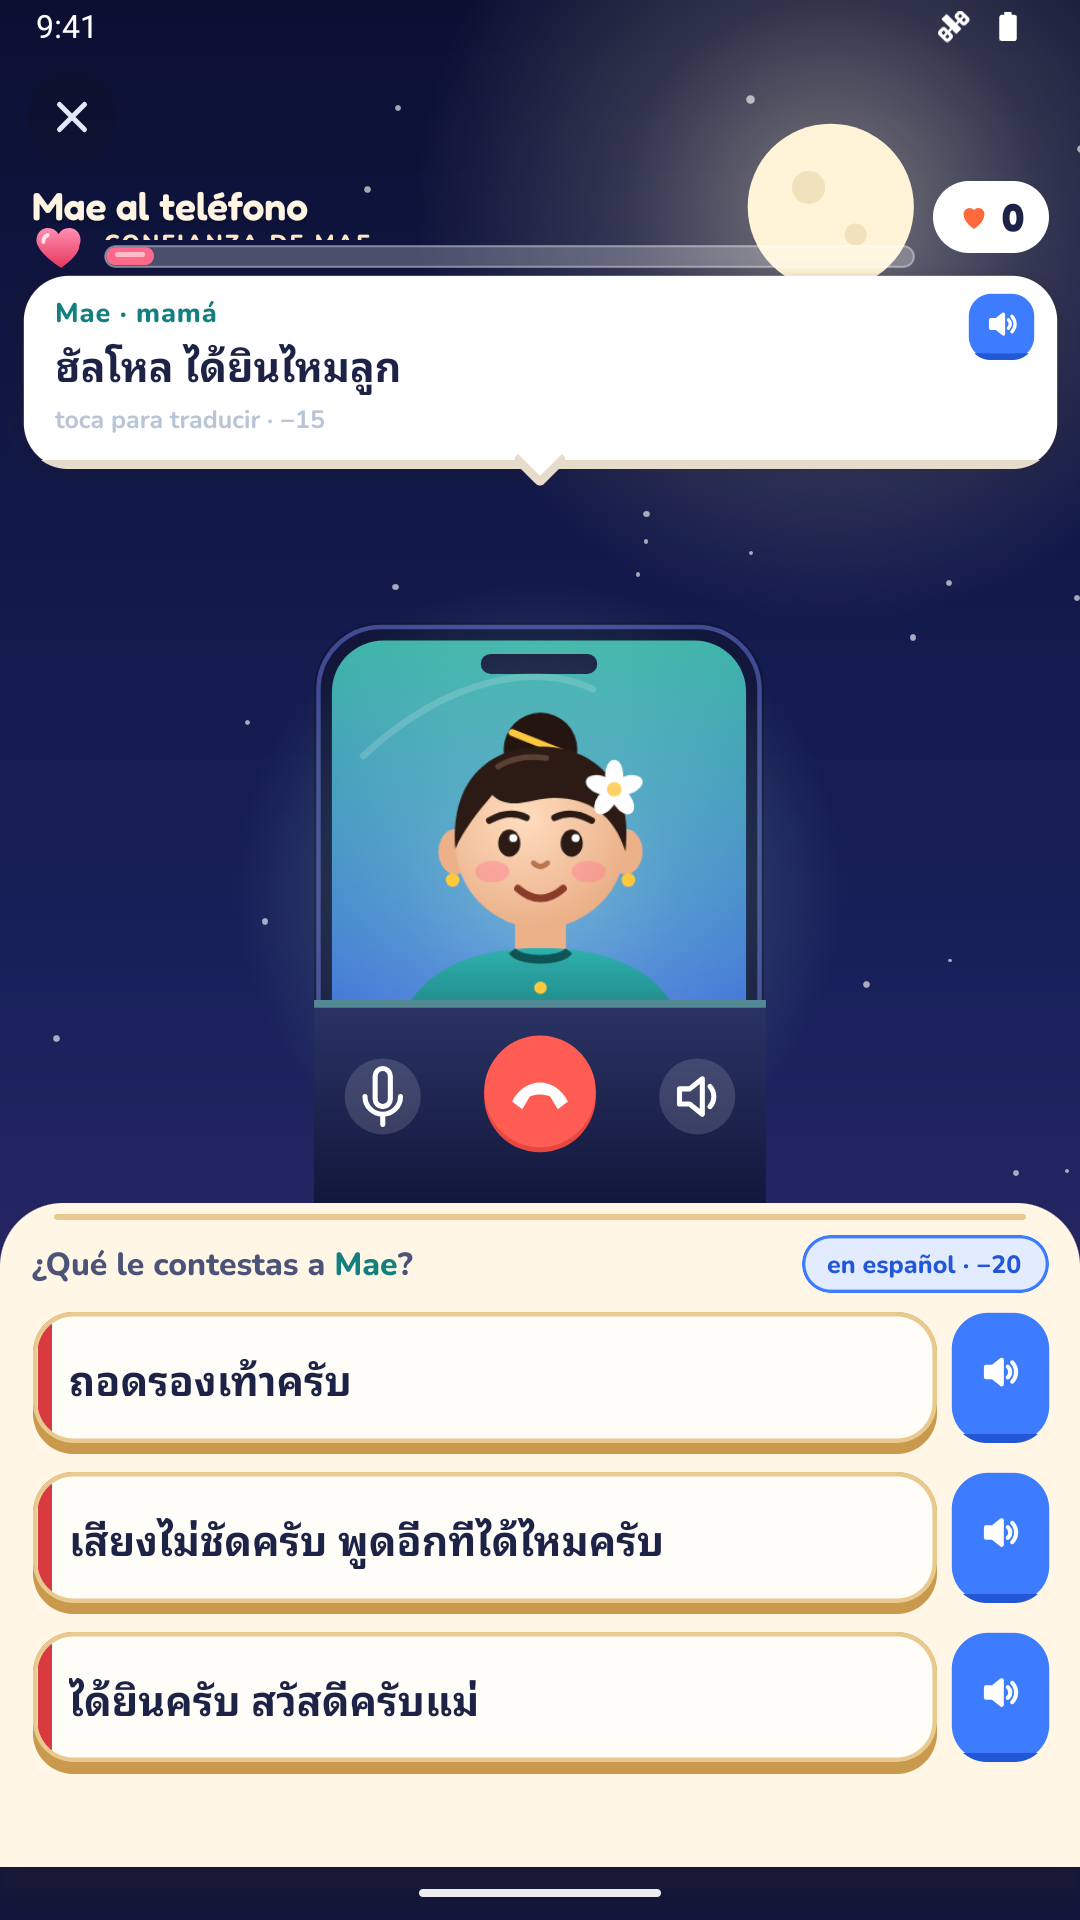 9:41
Mae al teléfono
0
Mae · mamá
ฮัลโหล ได้ยินไหมลูก
toca para traducir · −15
¿Qué le contestas a Mae?
en español · −20
ถอดรองเท้าครับ
เสียงไม่ชัดครับ พูดอีกทีได้ไหมครับ
ได้ยินครับ สวัสดีครับแม่